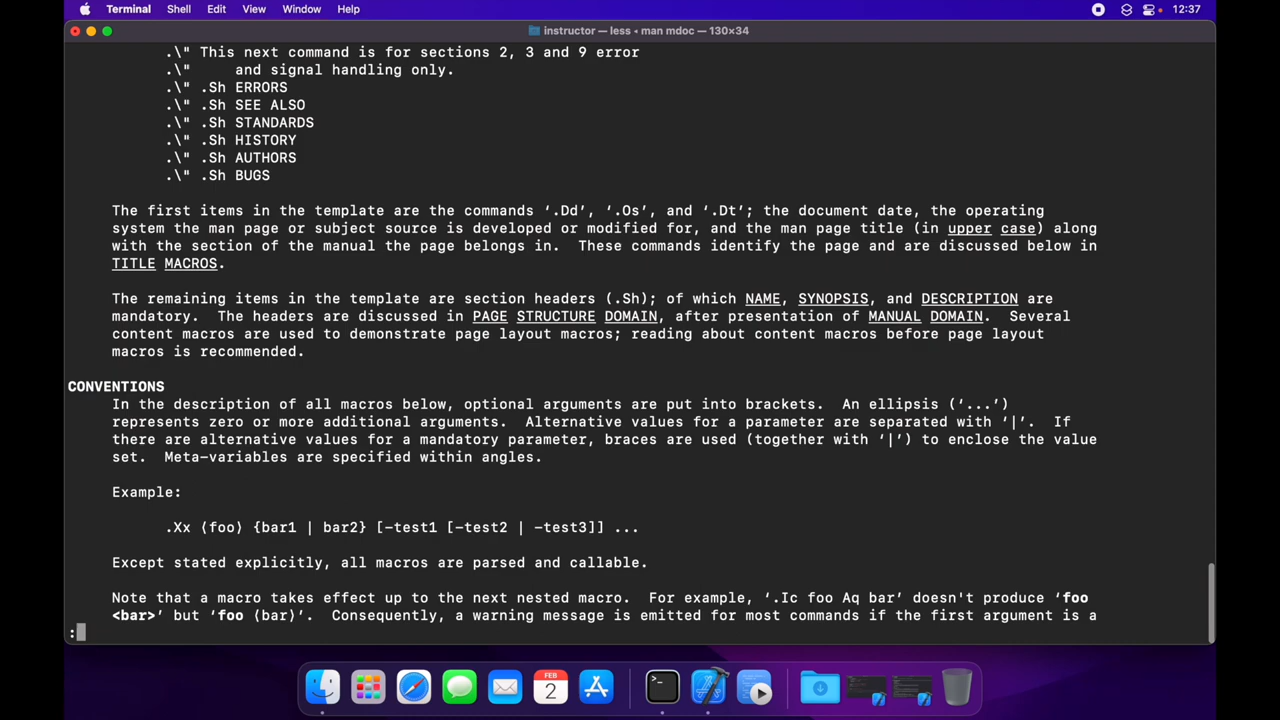 Terminal Shell Edit View Window Help 12:37
instructor — less ◂ man mdoc — 130×34
.\" This next command is for sections 2, 3 and 9 error
.\"     and signal handling only.
.\" .Sh ERRORS
.\" .Sh SEE ALSO
.\" .Sh STANDARDS
.\" .Sh HISTORY
.\" .Sh AUTHORS
.\" .Sh BUGS
The first items in the template are the commands ‘.Dd’, ‘.Os’, and ‘.Dt’; the document date, the operating
system the man page or subject source is developed or modified for, and the man page title (in upper case) along
with the section of the manual the page belongs in.  These commands identify the page and are discussed below in
TITLE MACROS.
The remaining items in the template are section headers (.Sh); of which NAME, SYNOPSIS, and DESCRIPTION are
mandatory.  The headers are discussed in PAGE STRUCTURE DOMAIN, after presentation of MANUAL DOMAIN.  Several
content macros are used to demonstrate page layout macros; reading about content macros before page layout
macros is recommended.
CONVENTIONS
In the description of all macros below, optional arguments are put into brackets.  An ellipsis (‘...’)
represents zero or more additional arguments.  Alternative values for a parameter are separated with ‘|’.  If
there are alternative values for a mandatory parameter, braces are used (together with ‘|’) to enclose the value
set.  Meta-variables are specified within angles.
Example:
.Xx ⟨foo⟩ {bar1 | bar2} [-test1 [-test2 | -test3]] ...
Except stated explicitly, all macros are parsed and callable.
Note that a macro takes effect up to the next nested macro.  For example, ‘.Ic foo Aq bar’ doesn't produce ‘foo
<bar>’ but ‘foo ⟨bar⟩’.  Consequently, a warning message is emitted for most commands if the first argument is a
:
FEB
2